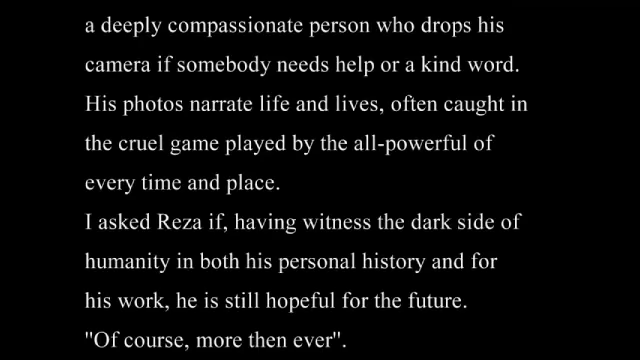 a deeply compassionate person who drops his
camera if somebody needs help or a kind word.
His photos narrate life and lives, often caught in
the cruel game played by the all-powerful of
every time and place.
I asked Reza if, having witness the dark side of
humanity in both his personal history and for
his work, he is still hopeful for the future.
"Of course, more then ever".